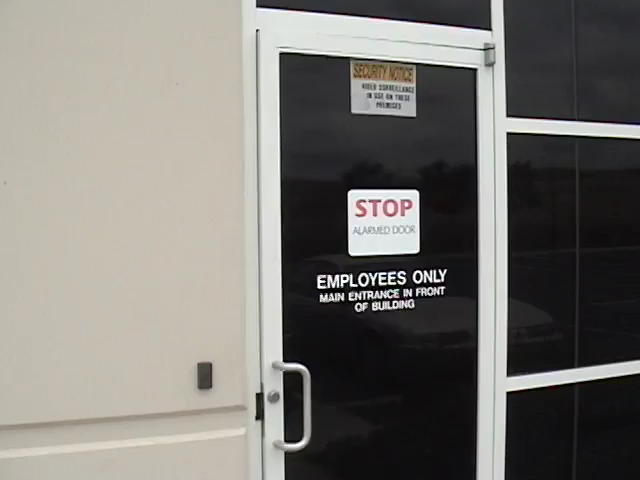 SECURITY NOTICE
VIDEO SURVEILLANCE
IN USE ON THESE
PREMISES
STOP
ALARMED DOOR
EMPLOYEES ONLY
MAIN ENTRANCE IN FRONT
OF BUILDING